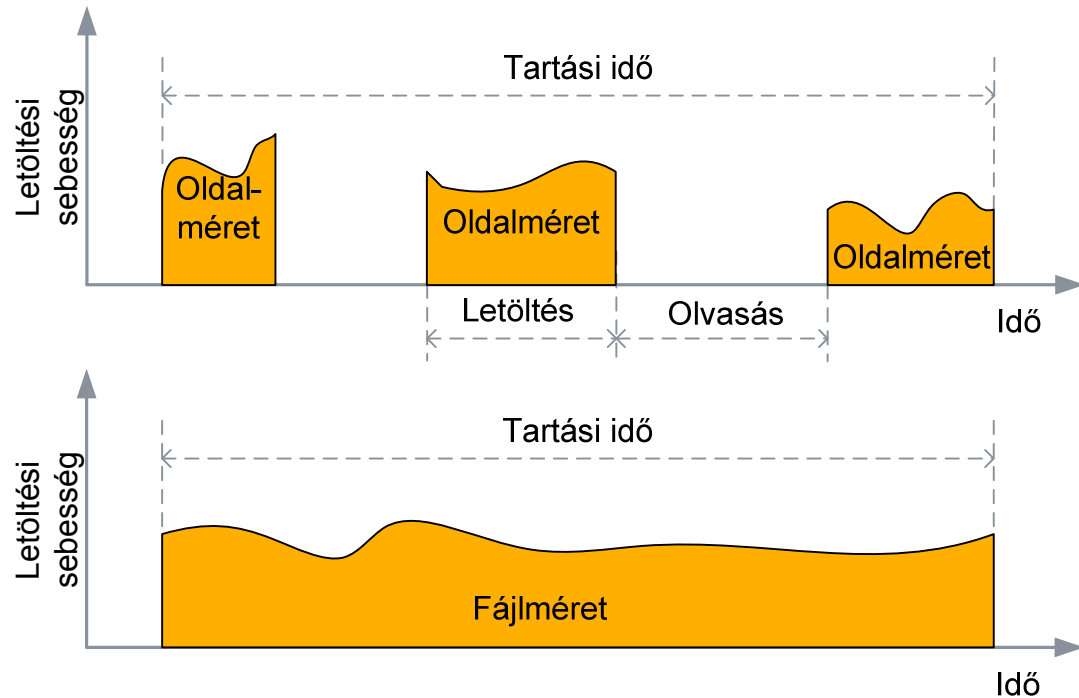 Tartási idő
Letöltési
sebesség
Oldal-
méret
Oldalméret
Oldalméret
Letöltés
Olvasás
Idő
Tartási idő
Letöltési
sebesség
Fájlméret
Idő